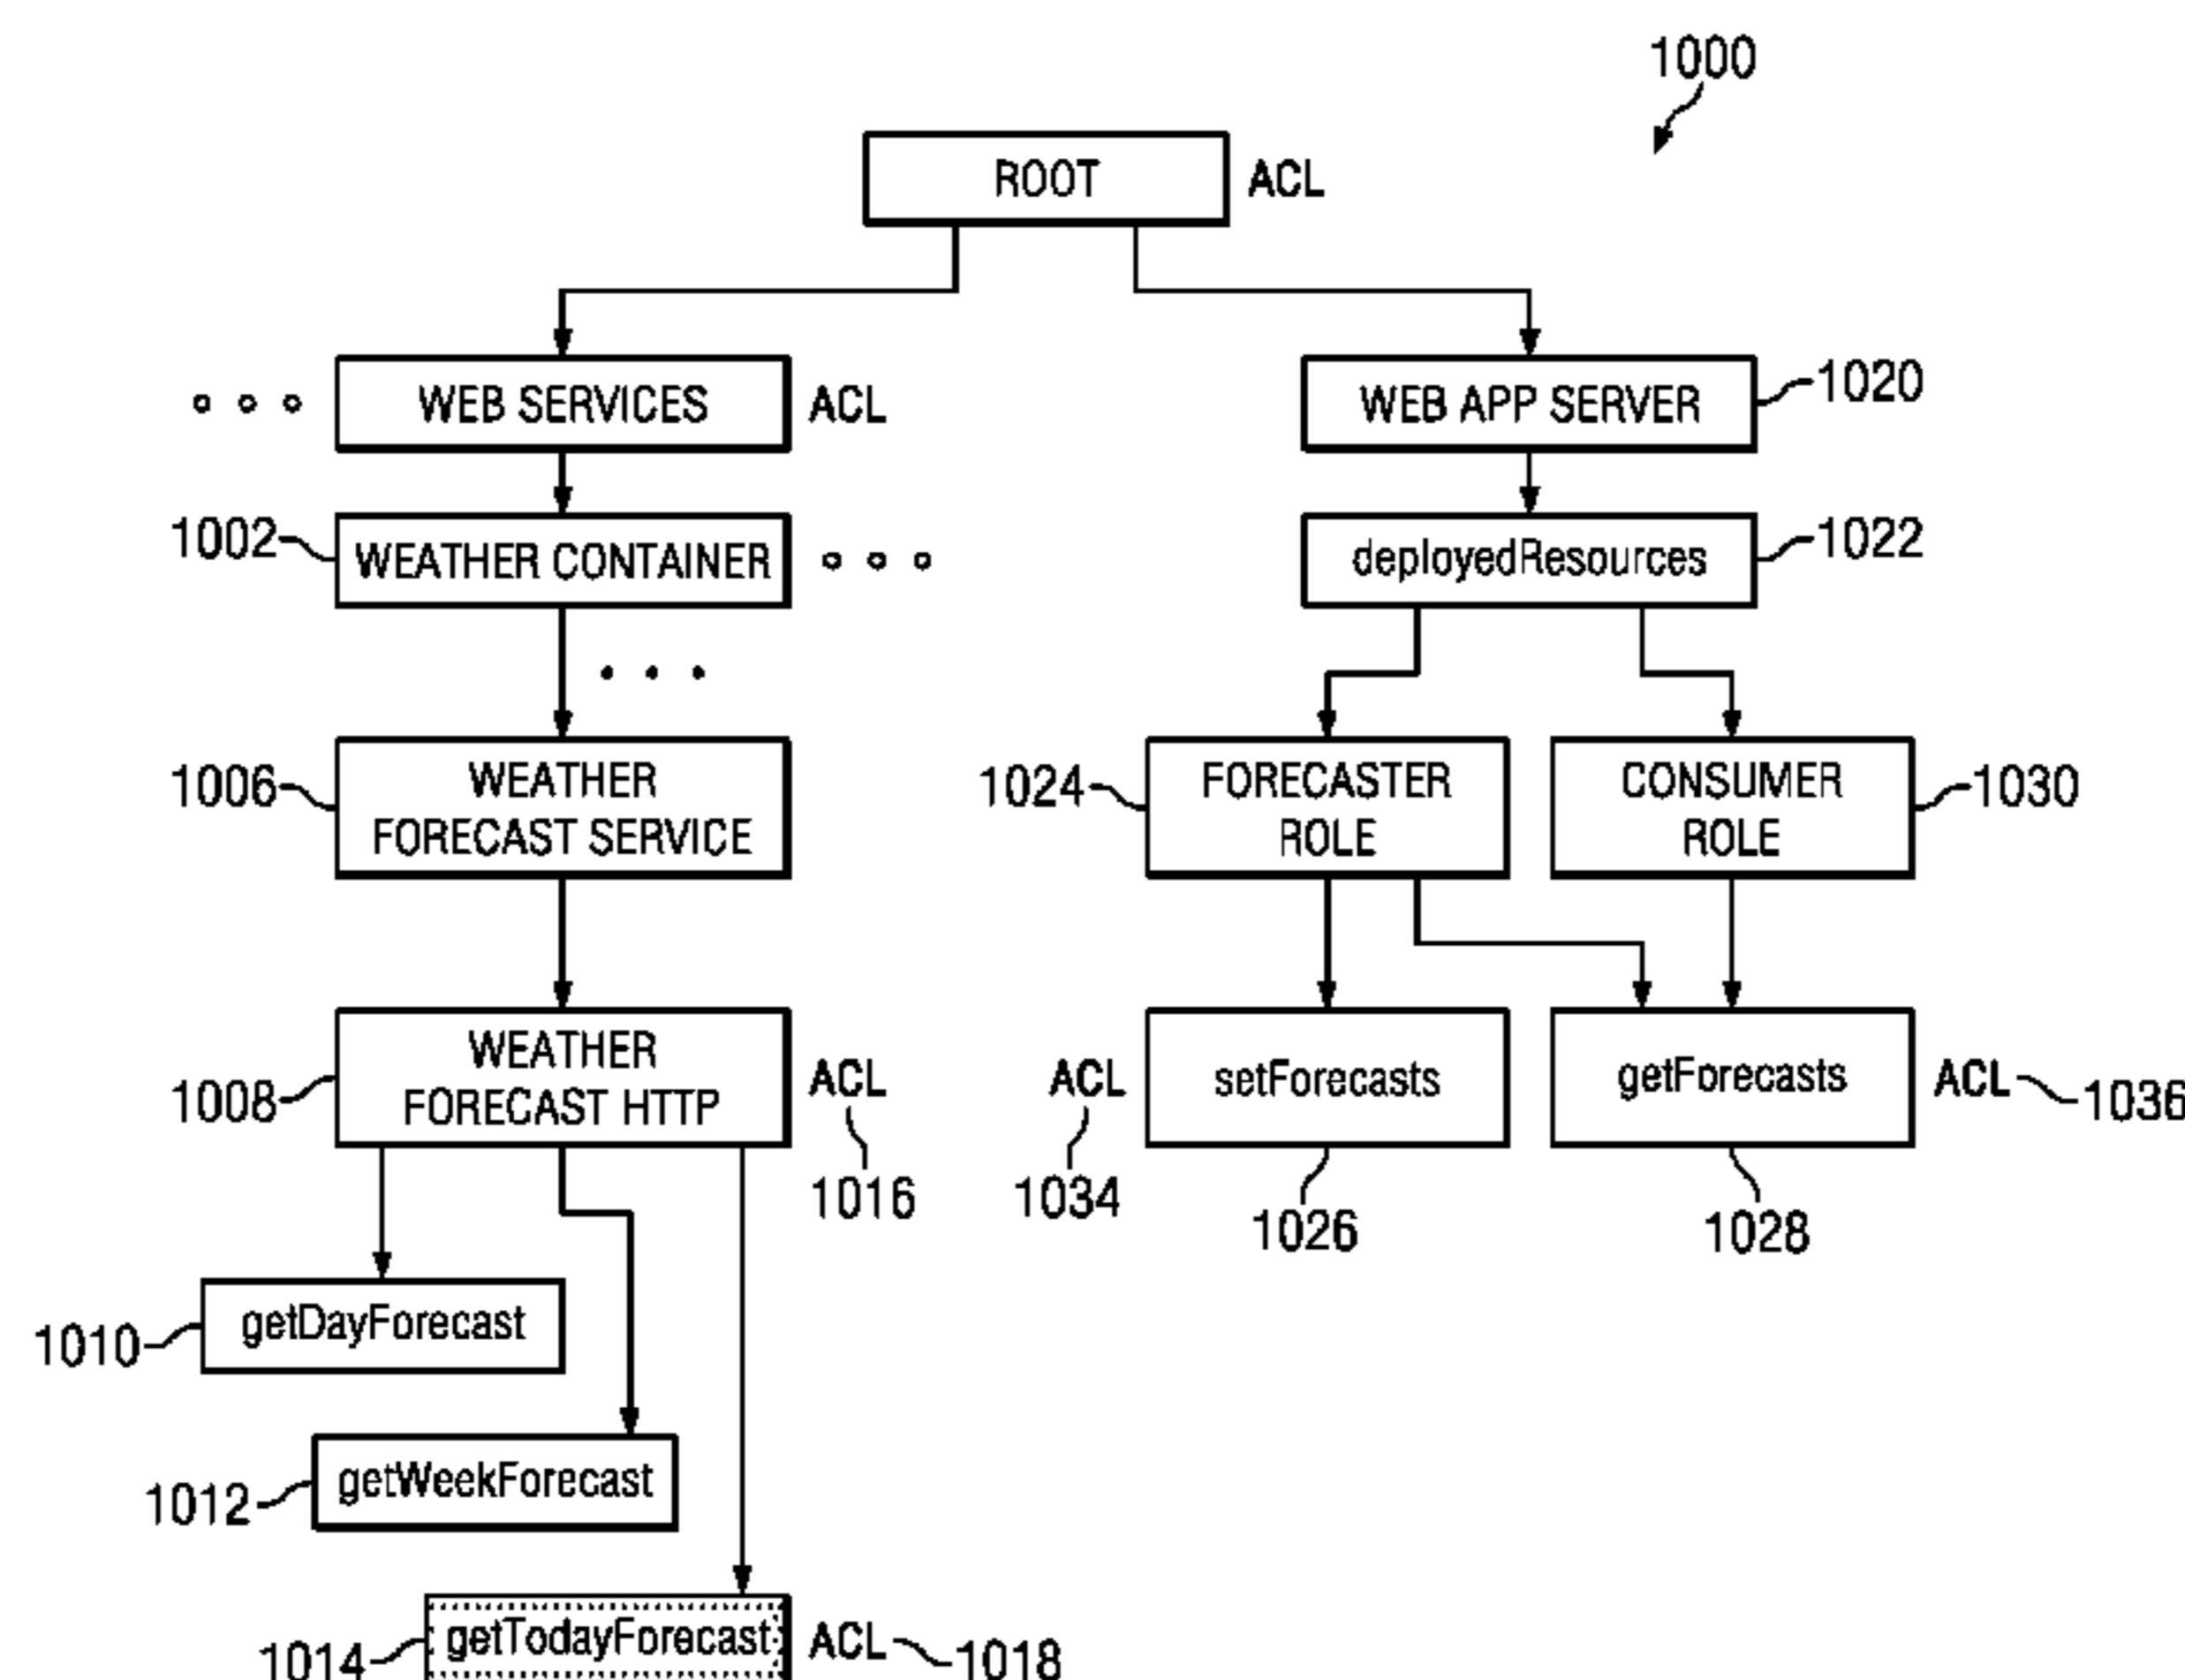 1000
ROOT ACL
WEB SERVICES ACL
WEB APP SERVER 1020
1002 WEATHER CONTAINER
deployedResources 1022
1006 WEATHER
FORECAST SERVICE
1024 FORECASTER
ROLE
CONSUMER
ROLE 1030
1008 WEATHER
FORECAST HTTP
ACL
1016
ACL
1034
setForecasts
1026
getForecasts
1028
ACL 1036
1010 getDayForecast
1012 getWeekForecast
1014 getTodayForecast ACL 1018